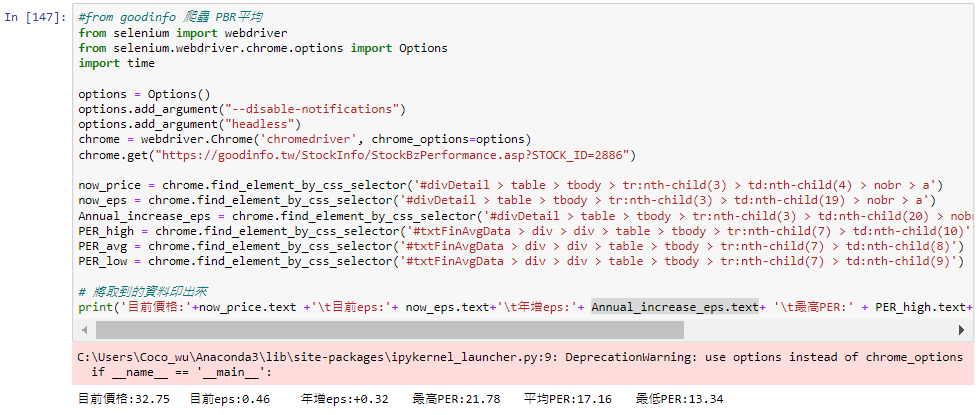 In [147]: #from goodinfo 爬蟲 PBR平均
from selenium import webdriver
from selenium.webdriver.chrome.options import Options
import time
options = Options()
options.add_argument("--disable-notifications")
options.add_argument("headless")
chrome = webdriver.Chrome('chromedriver', chrome_options=options)
chrome.get("https://goodinfo.tw/StockInfo/StockBzPerformance.asp?STOCK_ID=2886")
now_price = chrome.find_element_by_css_selector('#divDetail > table > tbody > tr:nth-child(3) > td:nth-child(4) > nobr > a')
now_eps = chrome.find_element_by_css_selector('#divDetail > table > tbody > tr:nth-child(3) > td:nth-child(19) > nobr > a')
Annual_increase_eps = chrome.find_element_by_css_selector('#divDetail > table > tbody > tr:nth-child(3) > td:nth-child(20) > nob
PER_high = chrome.find_element_by_css_selector('#txtFinAvgData > div > div > table > tbody > tr:nth-child(7) > td:nth-child(10)'
PER_avg = chrome.find_element_by_css_selector('#txtFinAvgData > div > div > table > tbody > tr:nth-child(7) > td:nth-child(8)')
PER_low = chrome.find_element_by_css_selector('#txtFinAvgData > div > div > table > tbody > tr:nth-child(7) > td:nth-child(9)')
# 將取到的資料印出來
print('目前價格:'+now_price.text +'\t目前eps:'+ now_eps.text+'\t年增eps:'+ Annual_increase_eps.text+ '\t最高PER:' + PER_high.text+
C:\Users\Coco_wu\Anaconda3\lib\site-packages\ipykernel_launcher.py:9: DeprecationWarning: use options instead of chrome_options
if __name__ == '__main__':
目前價格:32.75 目前eps:0.46 年增eps:+0.32 最高PER:21.78 平均PER:17.16 最低PER:13.34